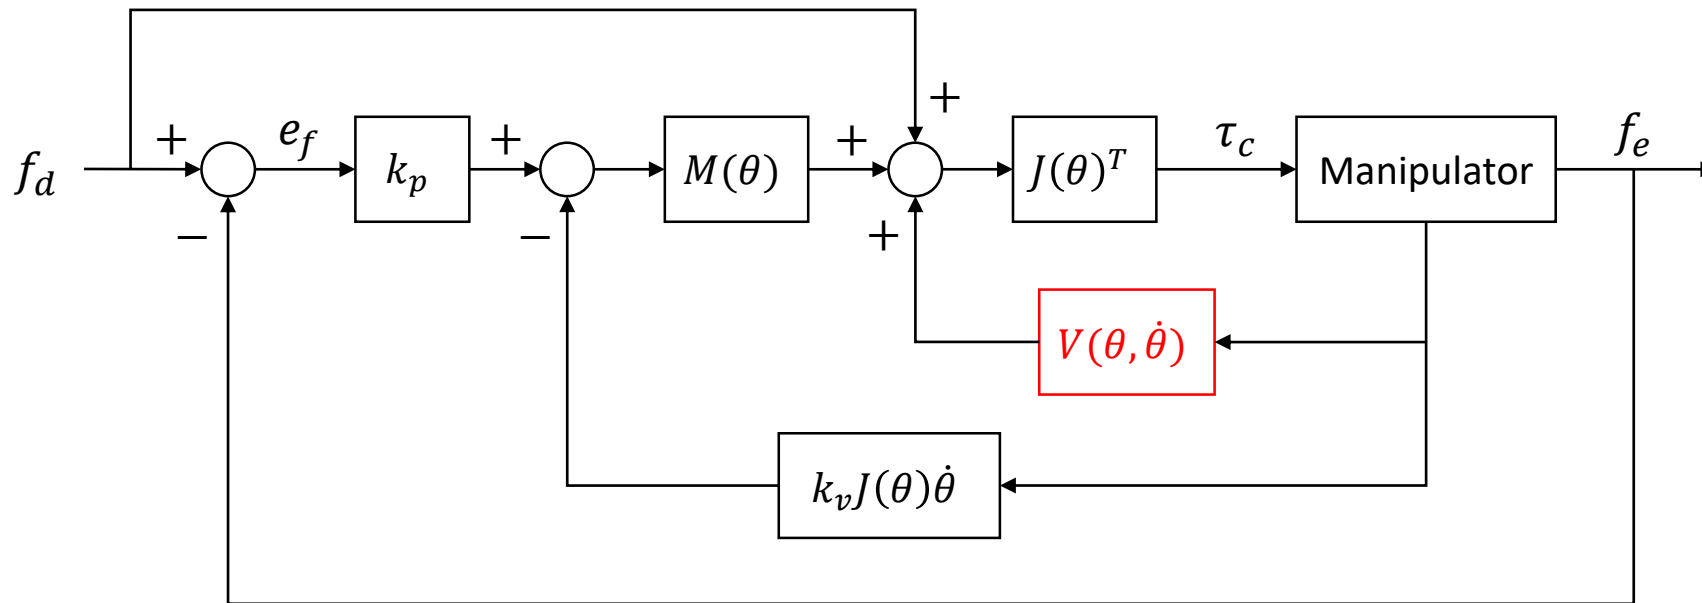 +
f_d
+
−
e_f
k_p
+
−
M(θ)
+
+
J(θ)^T
τ_c
Manipulator
f_e
V(θ, θ̇)
k_v J(θ)θ̇